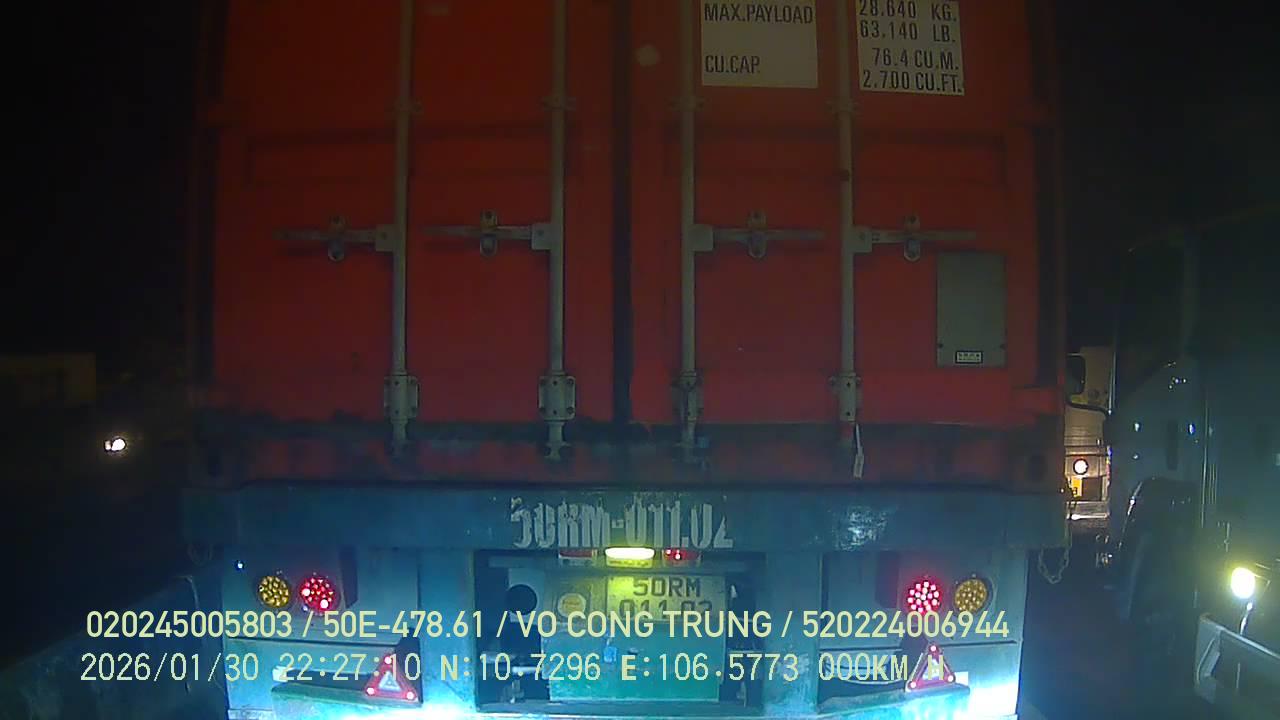 MAX.PAYLOAD
28.640 KG.
63.140 LB.
CU.CAP.
76.4 CU.M.
2.700 CU.FT.
50RM-011.02
50RM
011.02
020245005803 / 50E-478.61 / VO CONG TRUNG / 520224006944
2026/01/30 22:27:10 N:10.7296 E:106.5773 000KM/H